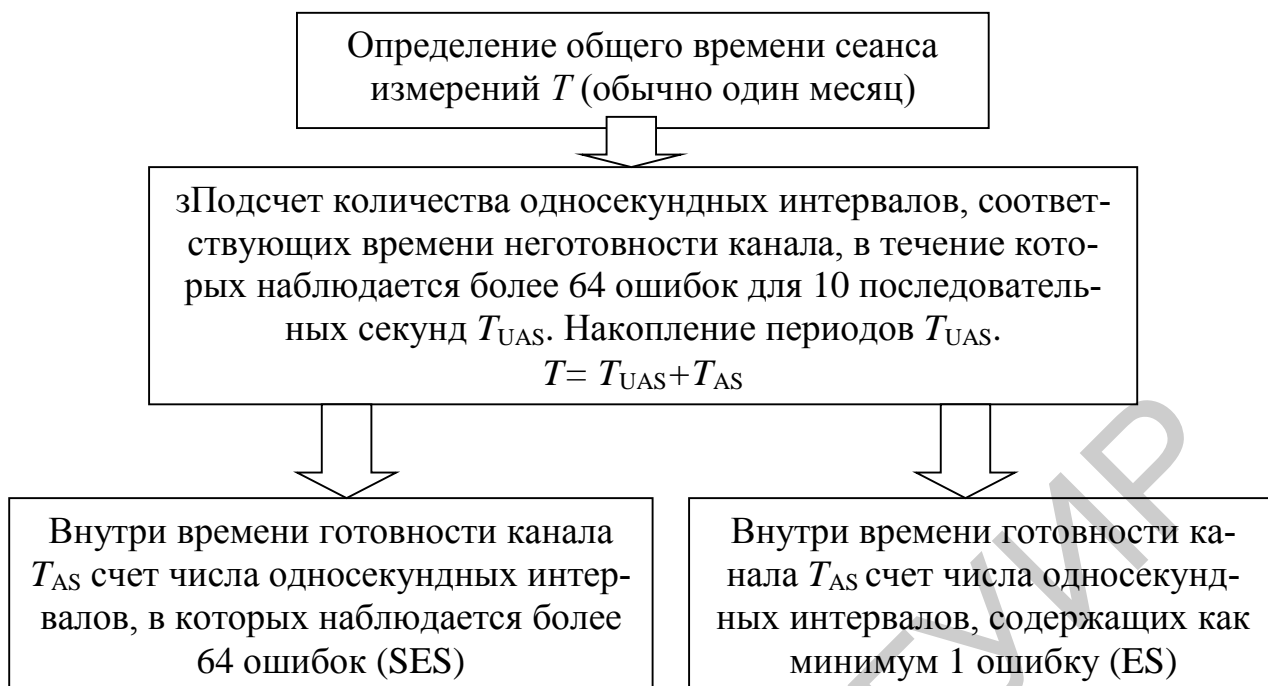 Определение общего времени сеанса
измерений T (обычно один месяц)
зПодсчет количества односекундных интервалов, соответ-
ствующих времени неготовности канала, в течение кото-
рых наблюдается более 64 ошибок для 10 последователь-
ных секунд TUAS. Накопление периодов TUAS.
T= TUAS+TAS
Внутри времени готовности канала
TAS счет числа односекундных интер-
валов, в которых наблюдается более
64 ошибок (SES)
Внутри времени готовности ка-
нала TAS счет числа односекунд-
ных интервалов, содержащих как
минимум 1 ошибку (ES)
ГУИР